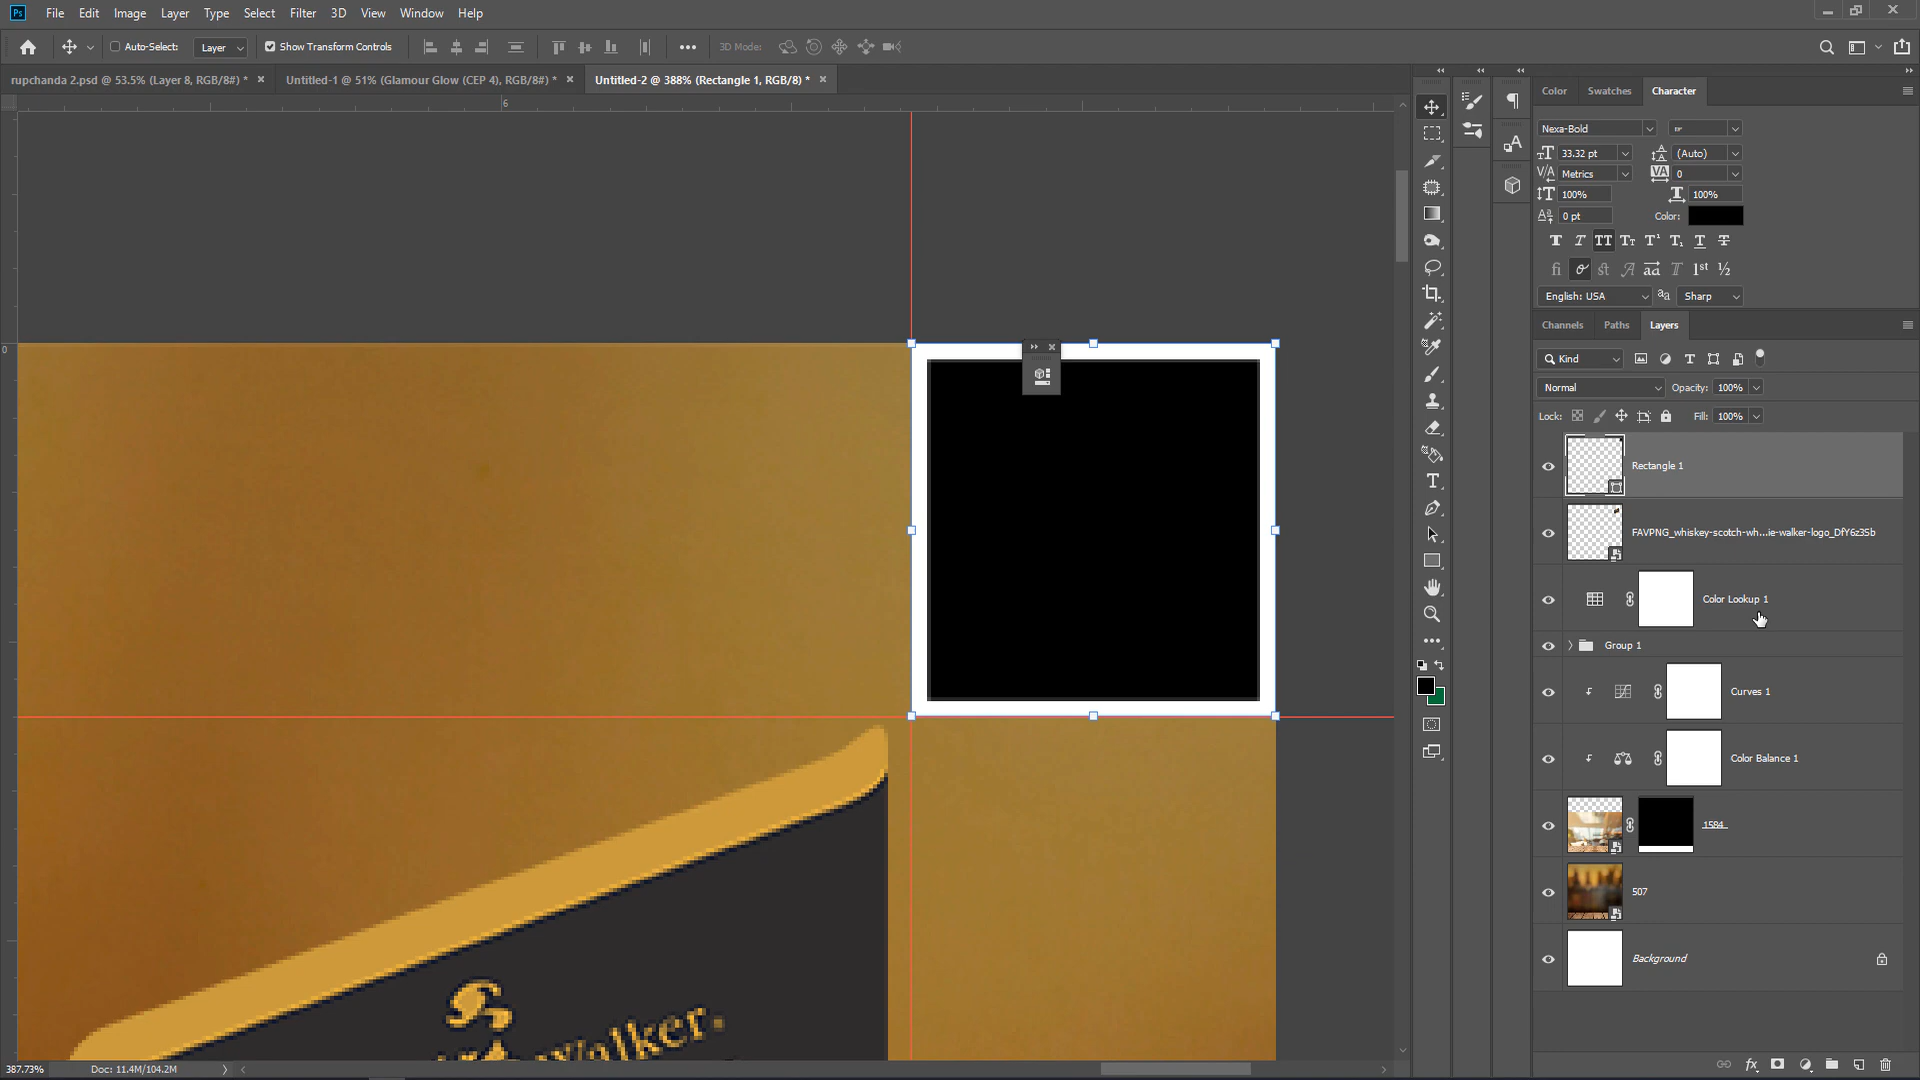 Ps File Edit Image Layer Type Select Filter 3D View Window Help
Auto-Select: Layer Show Transform Controls 3D Mode:
rupchanda 2.psd @ 53.5% (Layer 8, RGB/8#) * Untitled-1 @ 51% (Glamour Glow (CEP 4), RGB/8#) * Untitled-2 @ 388% (Rectangle 1, RGB/8) *
6
0
Color Swatches Character
Nexa-Bold
33.32 pt (Auto)
Metrics 0
100% 100%
0 pt Color:
English: USA Sharp
Channels Paths Layers
Kind
Normal Opacity: 100%
Lock: Fill: 100%
Rectangle 1
FAVPNG_whiskey-scotch-wh...ie-walker-logo_DfY6z3Sb
Color Lookup 1
Group 1
Curves 1
Color Balance 1
1584
507
Background
Walker.
387.73% Doc: 11.4M/104.2M